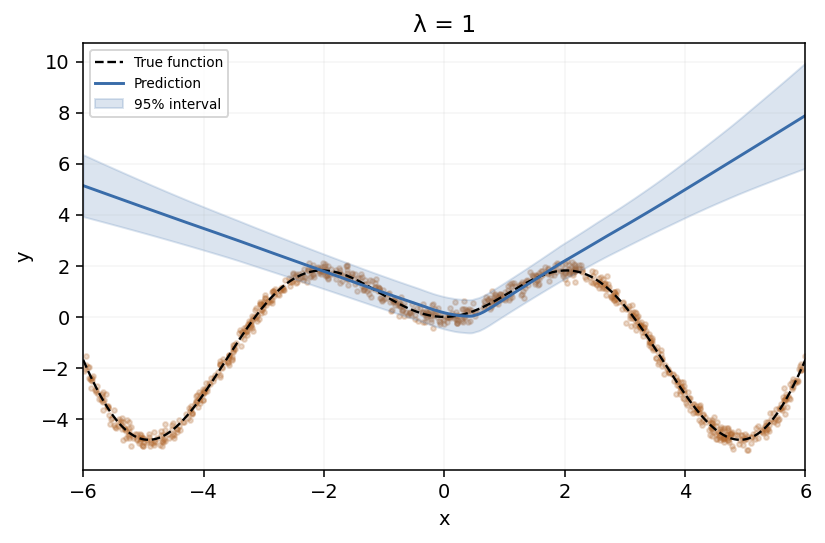 λ = 1
True function
Prediction
95% interval
10
8
6
4
2
0
−2
−4
y
−6 −4 −2 0 2 4 6
x